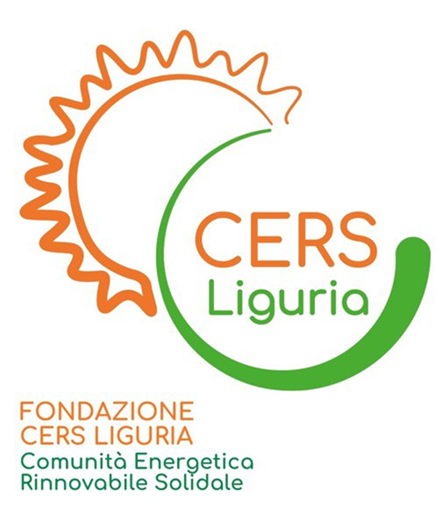 CERS
Liguria
FONDAZIONE
CERS LIGURIA
Comunità Energetica
Rinnovabile Solidale